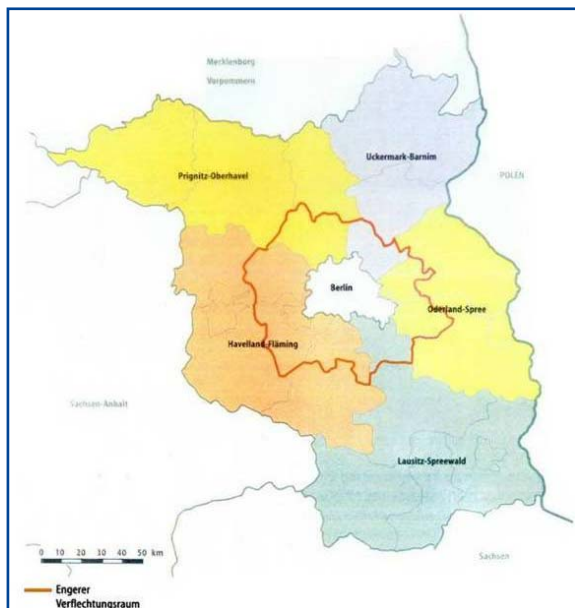 Mecklenburg
Vorpommern
Uckermark-Barnim
Prignitz-Oberhavel
POLEN
Berlin
Oderland-Spree
Havelland-Fläming
Sachsen-Anhalt
Lausitz-Spreewald
Sachsen
0 10 20 30 40 50 km
Engerer
Verflechtungsraum